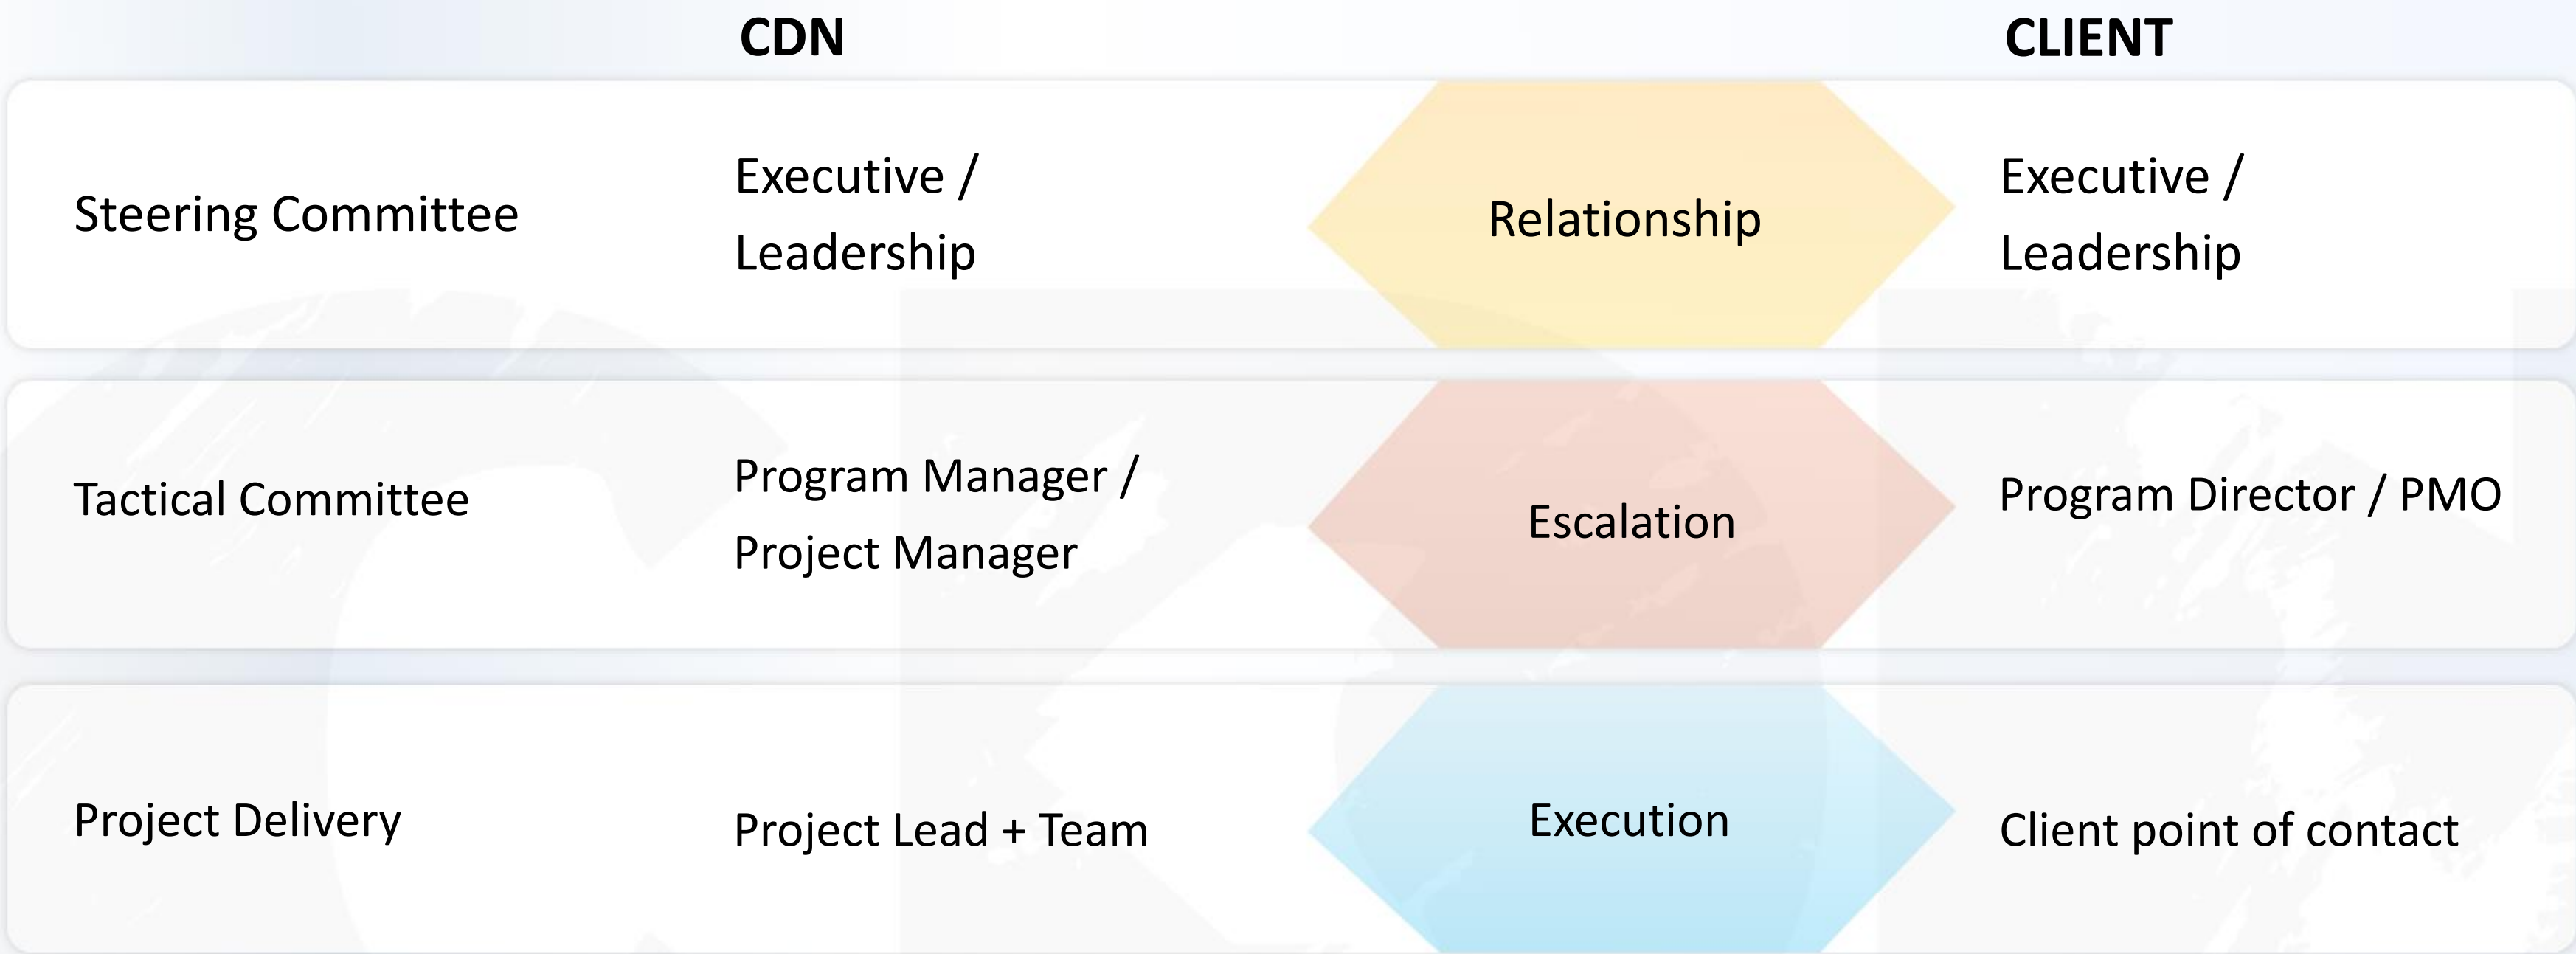 CDN
CLIENT
Steering Committee
Executive /
Leadership
Relationship
Executive /
Leadership
Tactical Committee
Program Manager /
Project Manager
Escalation
Program Director / PMO
Project Delivery
Project Lead + Team
Execution
Client point of contact